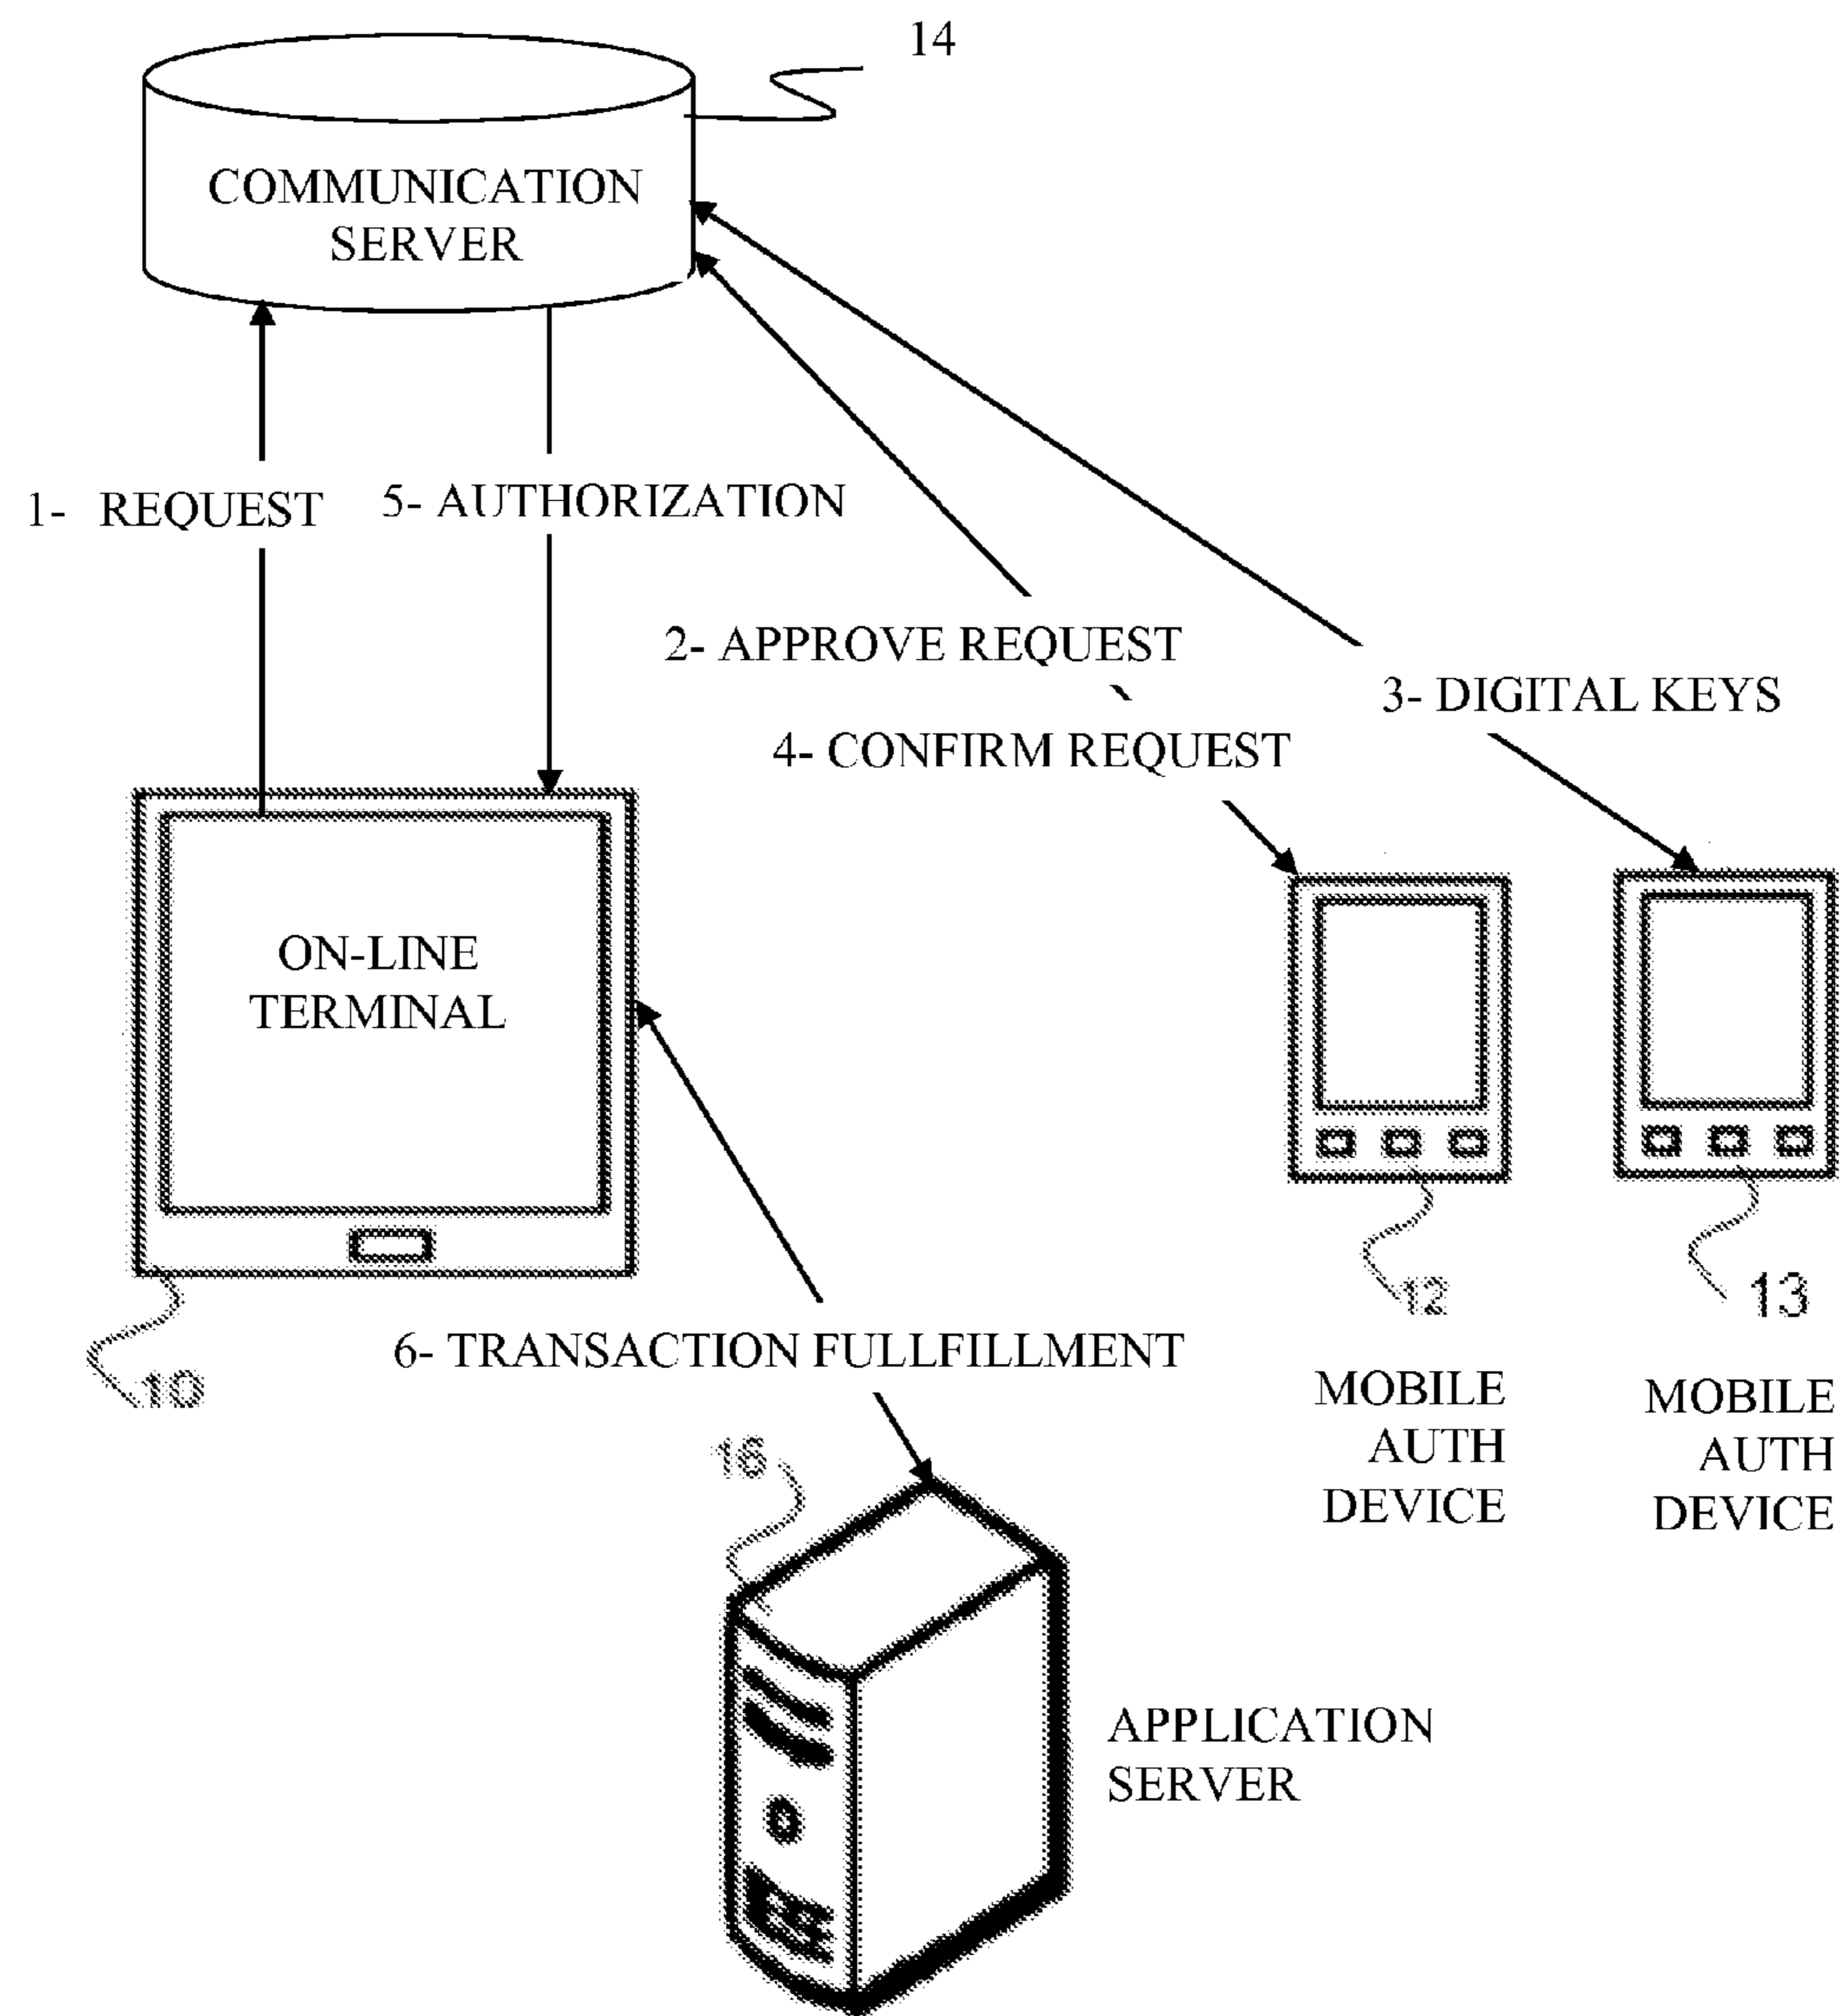 14
COMMUNICATION
SERVER
1- REQUEST
5- AUTHORIZATION
2- APPROVE REQUEST
3- DIGITAL KEYS
4- CONFIRM REQUEST
ON-LINE
TERMINAL
12
13
10
6- TRANSACTION FULLFILLMENT
MOBILE
AUTH
DEVICE
MOBILE
AUTH
DEVICE
16
APPLICATION
SERVER